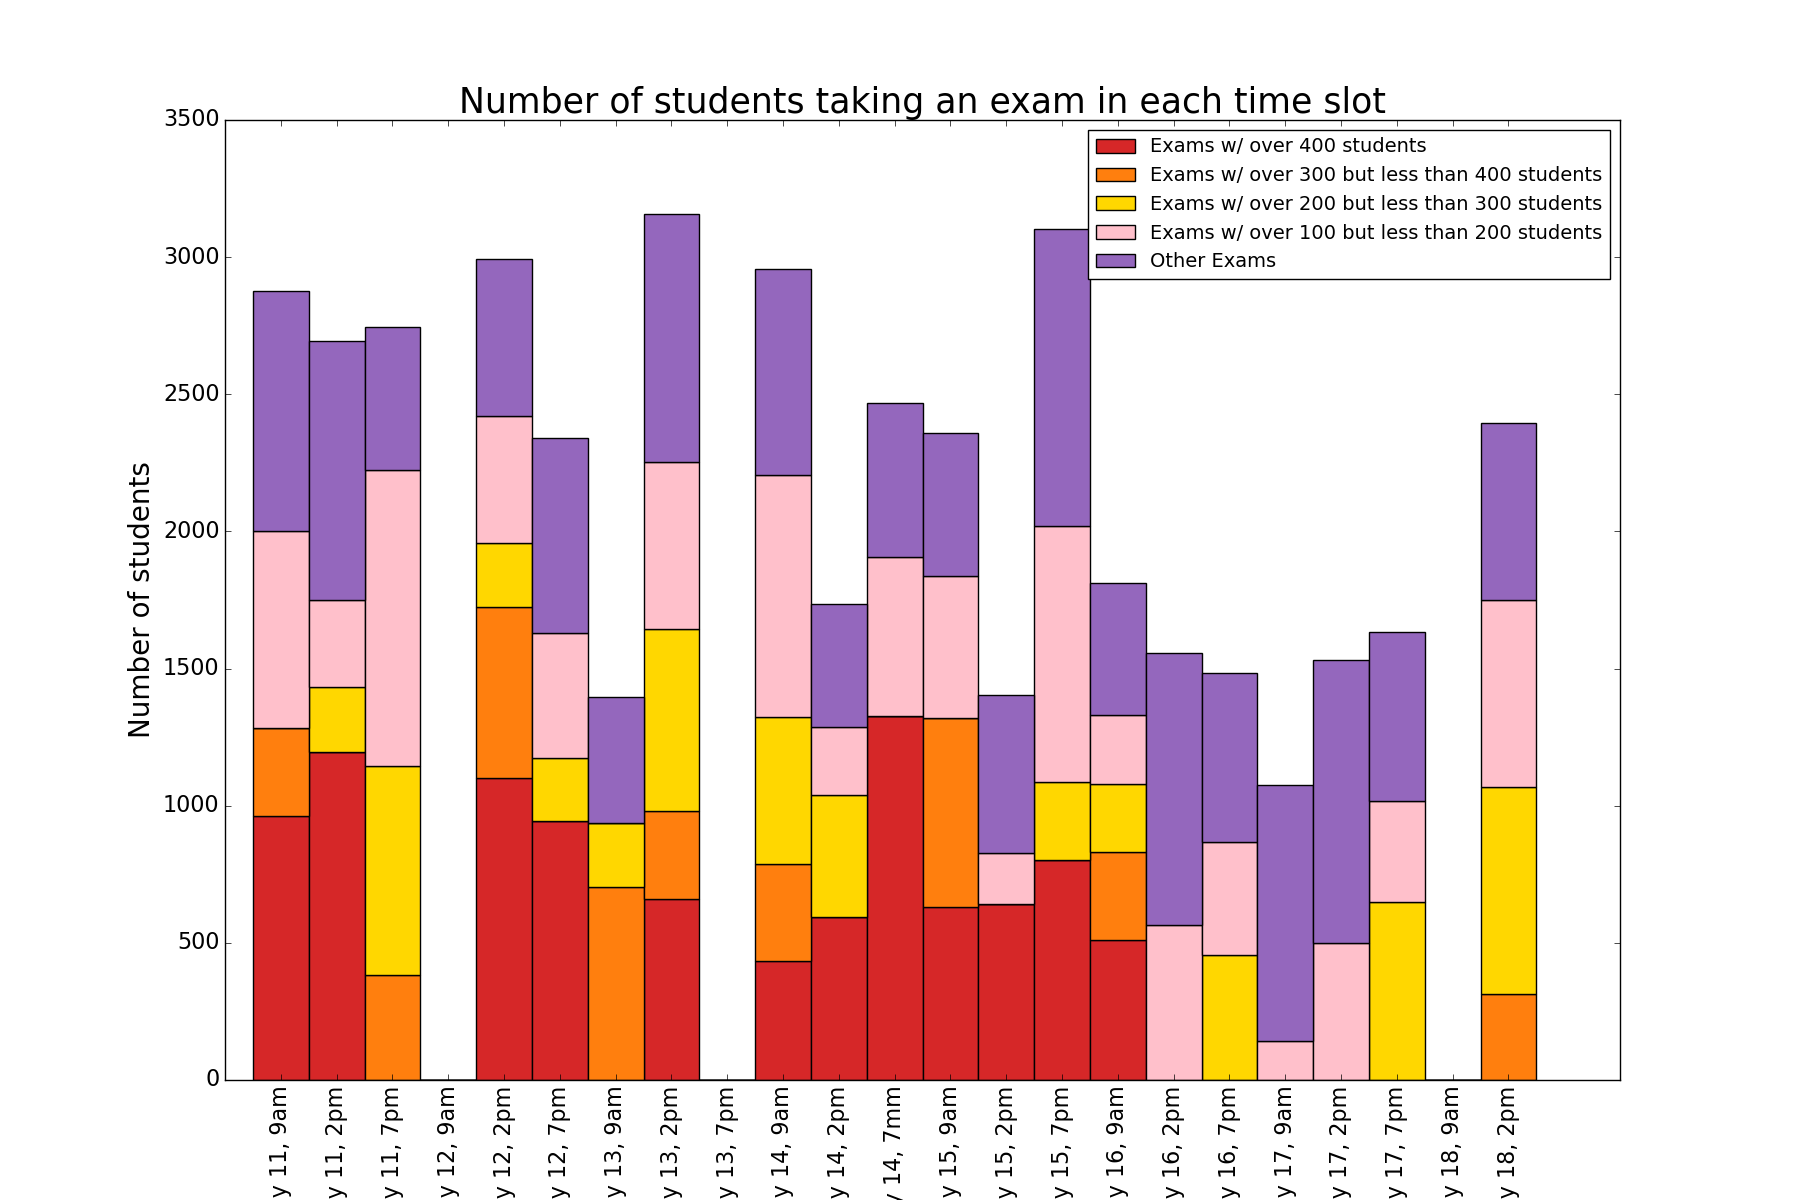 Number of students taking an exam in each time slot
Exams w/ over 400 students
Exams w/ over 300 but less than 400 students
Exams w/ over 200 but less than 300 students
Exams w/ over 100 but less than 200 students
Other Exams
Number of students
3500
3000
2500
2000
1500
1000
500
0
y 11, 9am
y 11, 2pm
y 11, 7pm
y 12, 9am
y 12, 2pm
y 12, 7pm
y 13, 9am
y 13, 2pm
y 13, 7pm
y 14, 9am
y 14, 2pm
y 14, 7mm
y 15, 9am
y 15, 2pm
y 15, 7pm
y 16, 9am
y 16, 2pm
y 16, 7pm
y 17, 9am
y 17, 2pm
y 17, 7pm
y 18, 9am
y 18, 2pm